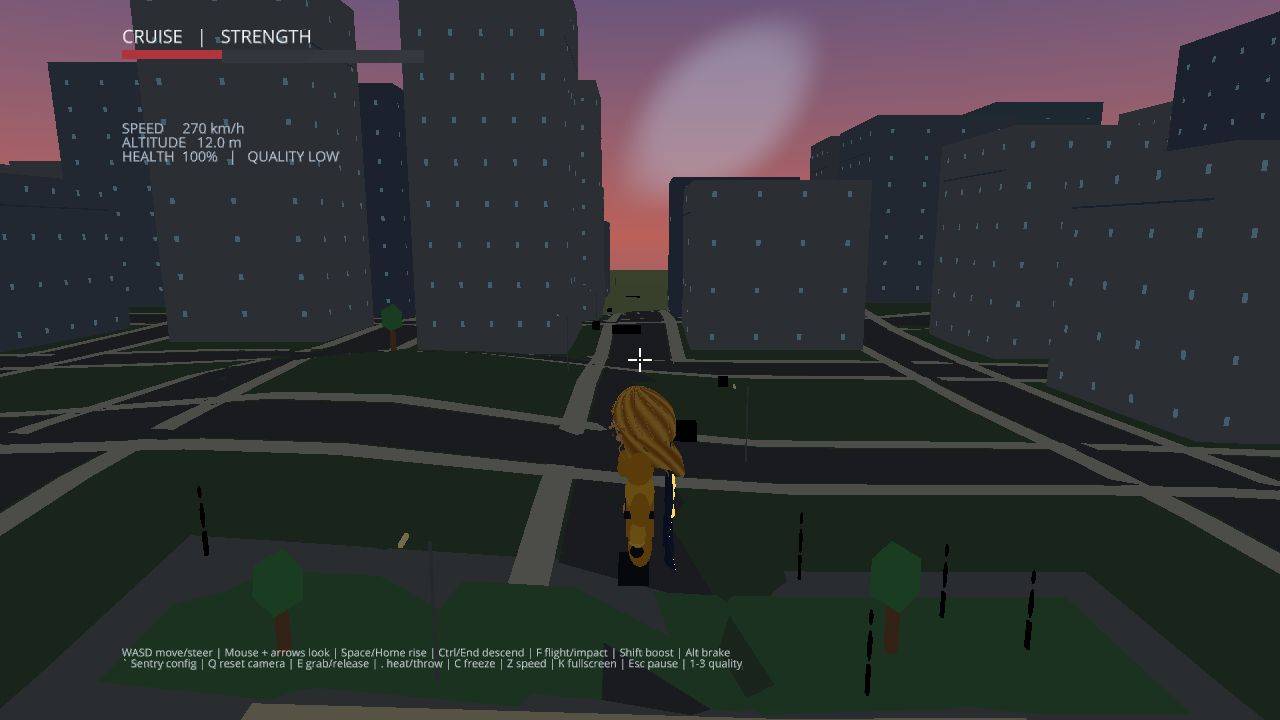 CRUISE | STRENGTH
SPEED 270 km/h
ALTITUDE 12.0 m
HEALTH 100% | QUALITY LOW
WASD move/steer | Mouse + arrows look | Space/Home rise | Ctrl/End descend | F flight/impact | Shift boost | Alt brake
` Sentry config | Q reset camera | E grab/release | . heat/throw | C freeze | Z speed | K fullscreen | Esc pause | 1-3 quality